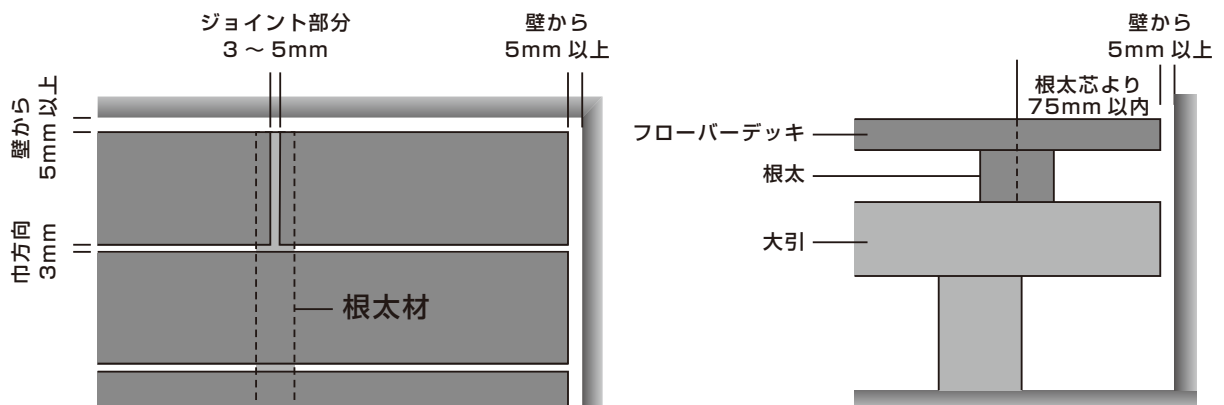 ジョイント部分
3 ～ 5mm
壁から
5mm 以上
壁から
5mm 以上
巾方向
3mm
根太材
壁から
5mm 以上
根太芯より
75mm 以内
フローバーデッキ
根太
大引